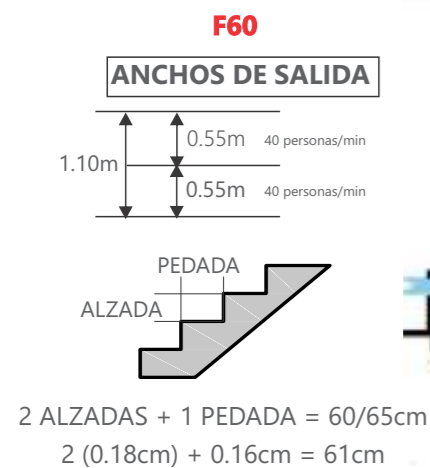 F60
ANCHOS DE SALIDA
0.55m 40 personas/min
1.10m
0.55m 40 personas/min
PEDADA
ALZADA
2 ALZADAS + 1 PEDADA = 60/65cm
2 (0.18cm) + 0.16cm = 61cm